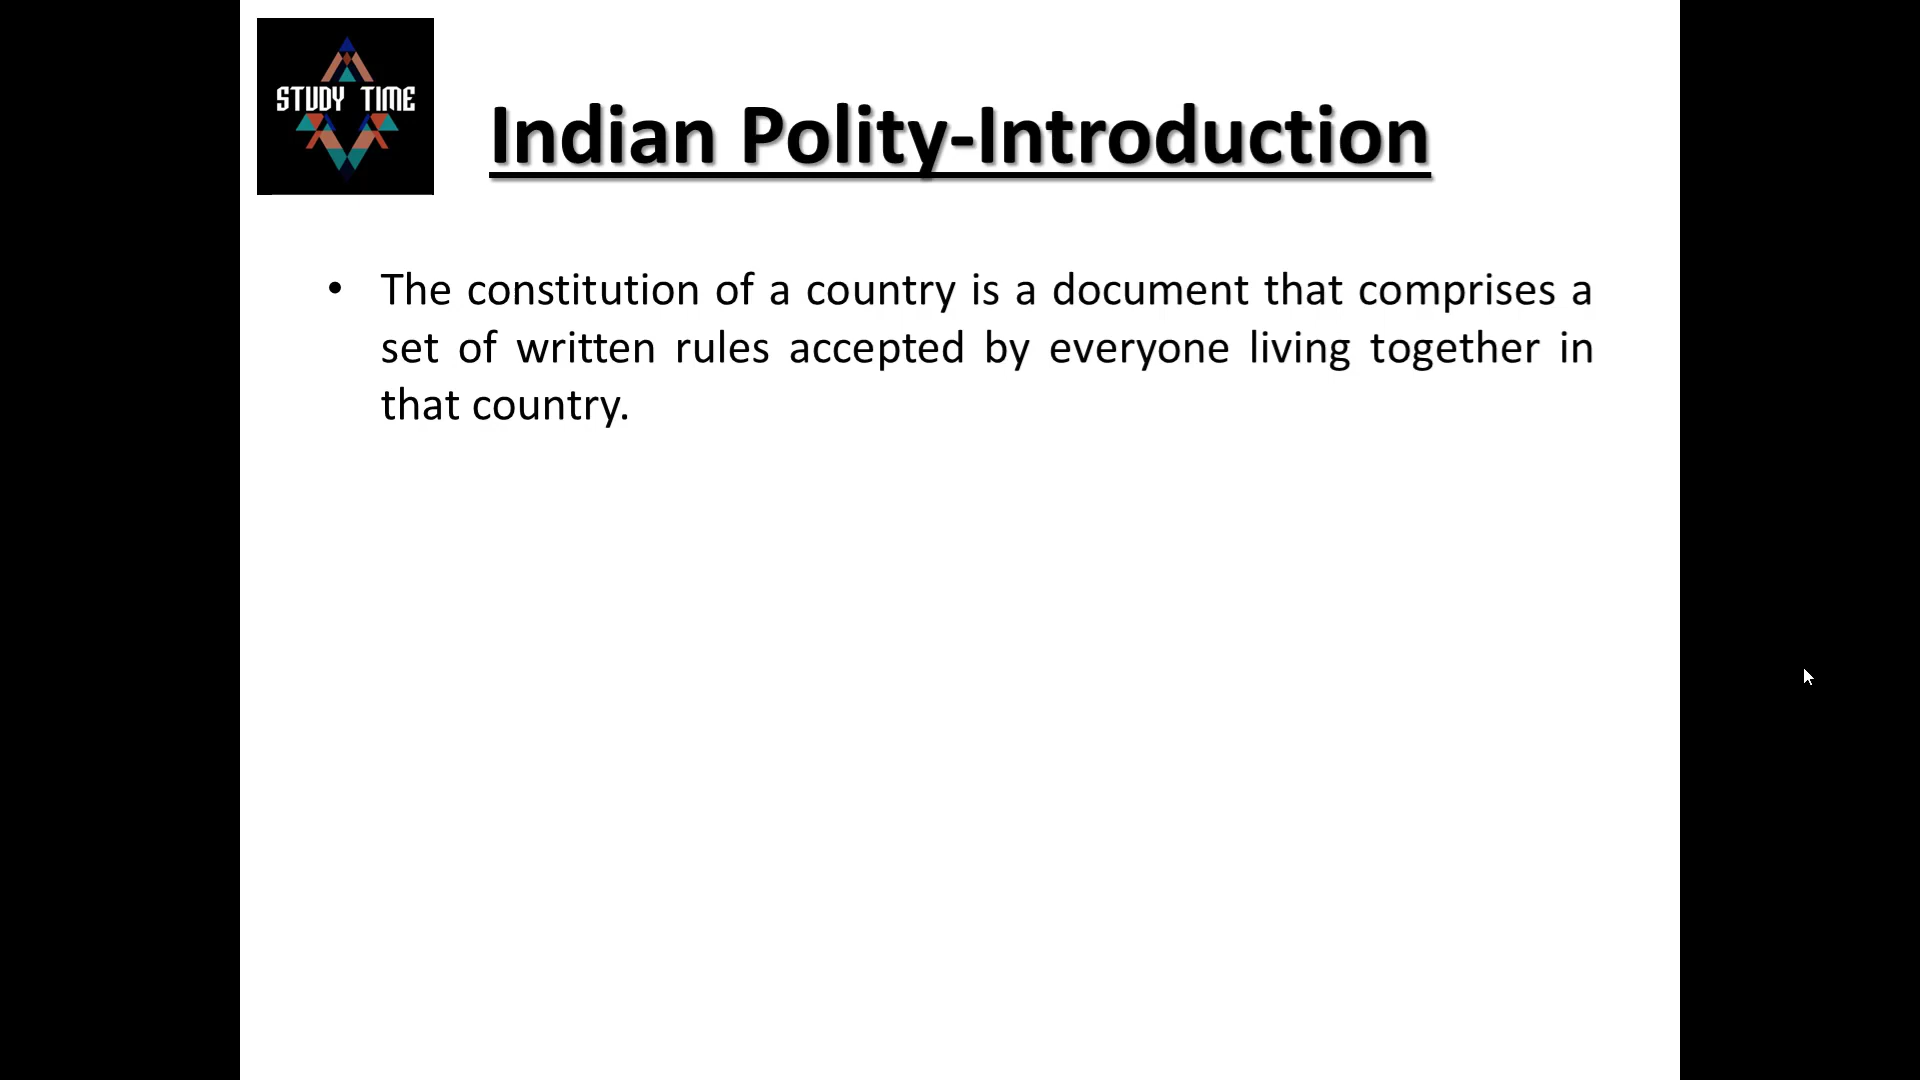 STUDY TIME
Indian Polity-Introduction
• The constitution of a country is a document that comprises a
set of written rules accepted by everyone living together in
that country.